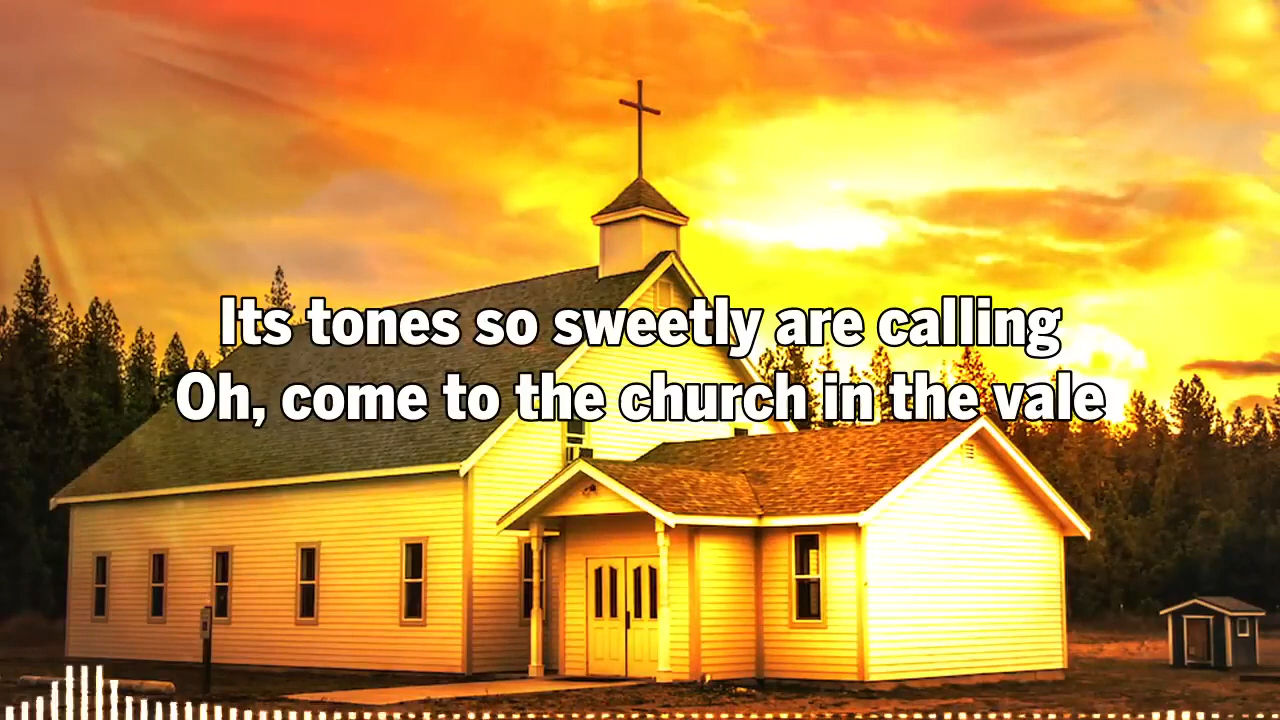 Its tones so sweetly are calling
Oh, come to the church in the vale